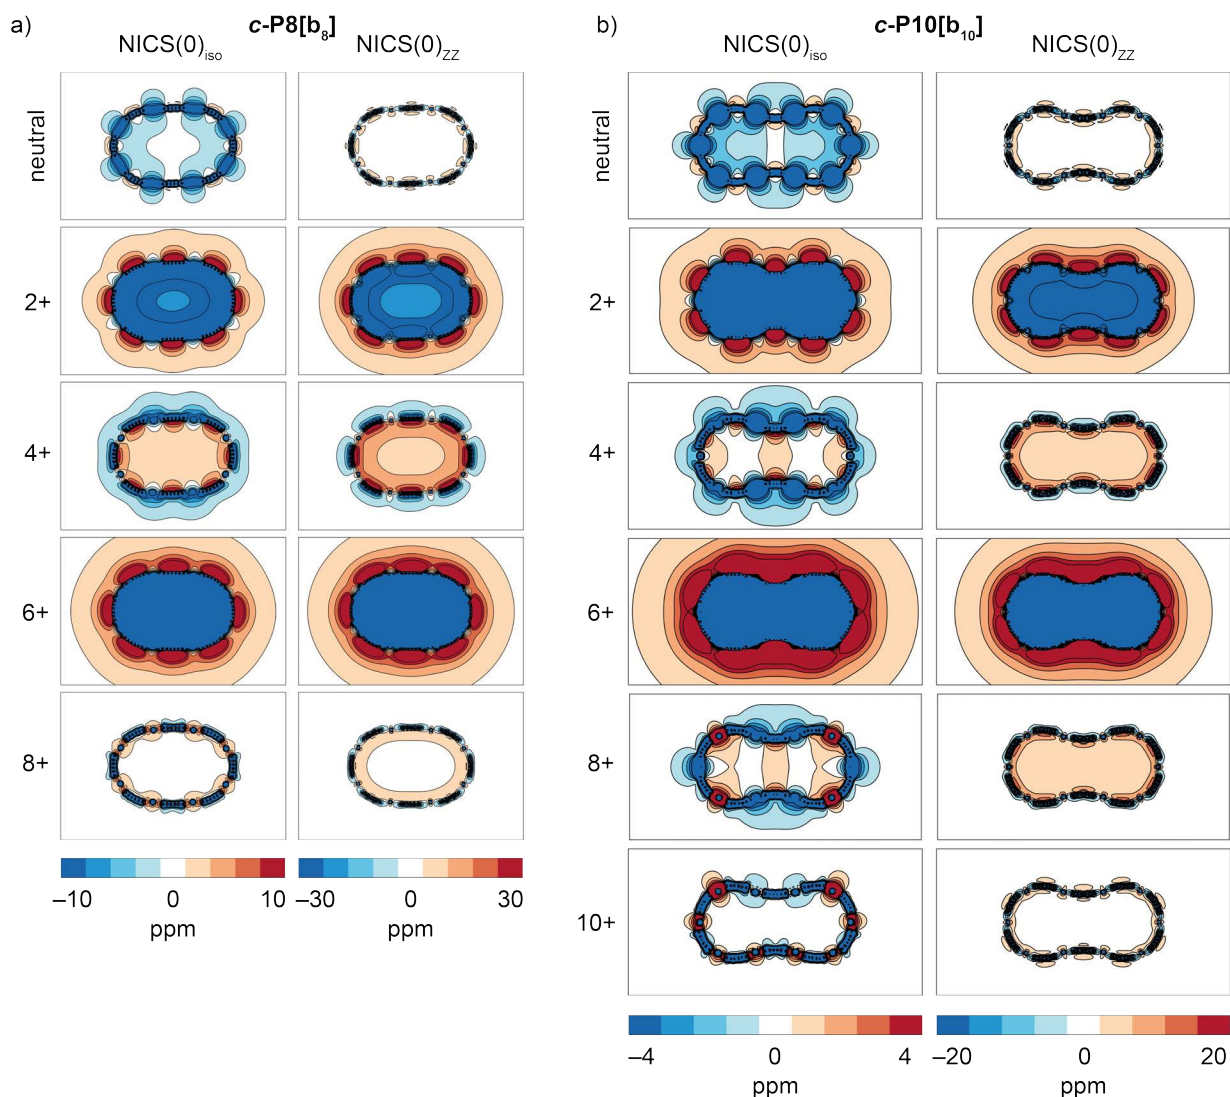 a) c-P8[b8]
NICS(0)iso NICS(0)ZZ
neutral
2+
4+
6+
8+
–10 0 10
ppm
–30 0 30
ppm
b) c-P10[b10]
NICS(0)iso NICS(0)ZZ
neutral
2+
4+
6+
8+
10+
–4 0 4
ppm
–20 0 20
ppm